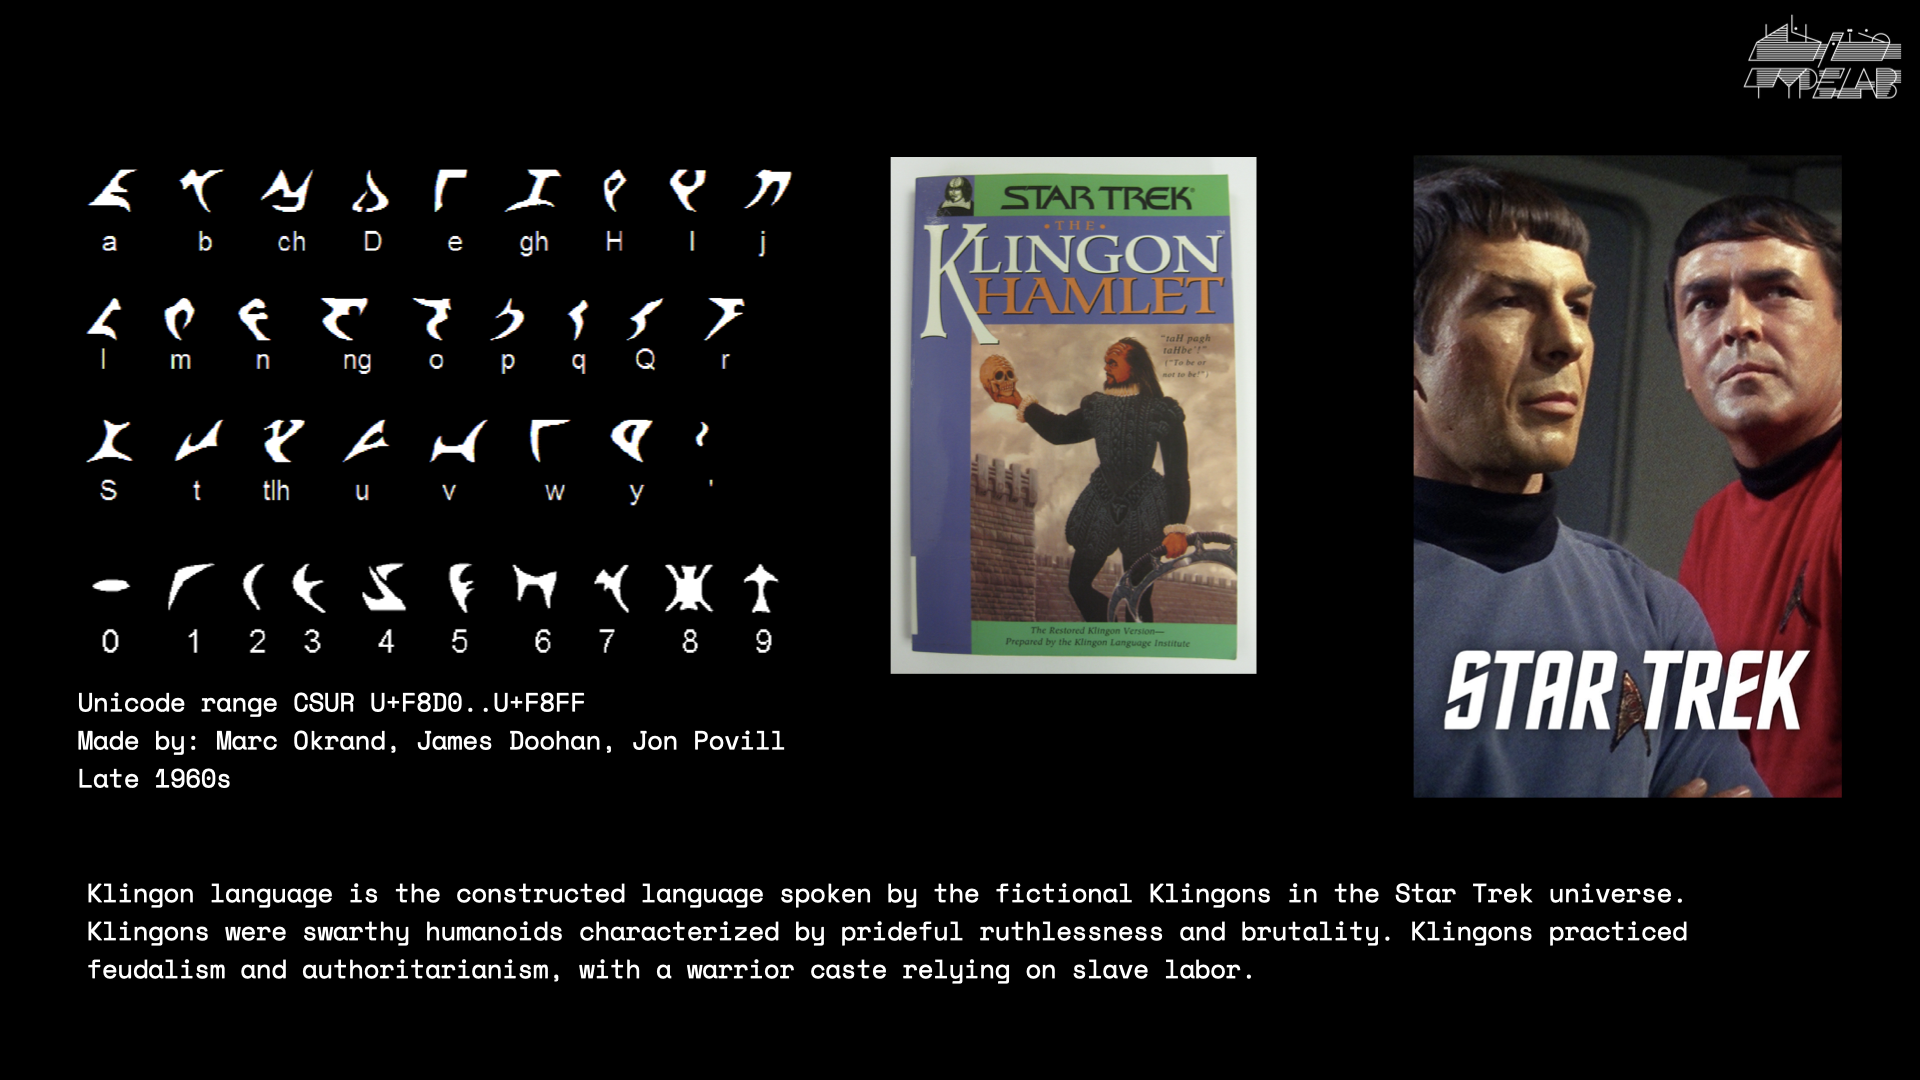 TYPELAB
a b ch D e gh H I j
l m n ng o p q Q r
S t tlh u v w y '
0 1 2 3 4 5 6 7 8 9
Unicode range CSUR U+F8D0..U+F8FF
Made by: Marc Okrand, James Doohan, Jon Povill
Late 1960s
STAR TREK®
•THE•
KLINGON™
HAMLET
"taH pagh
taHbe'!"
("To be or
not to be!")
The Restored Klingon Version—
Prepared by the Klingon Language Institute
STAR TREK
Klingon language is the constructed language spoken by the fictional Klingons in the Star Trek universe.
Klingons were swarthy humanoids characterized by prideful ruthlessness and brutality. Klingons practiced
feudalism and authoritarianism, with a warrior caste relying on slave labor.